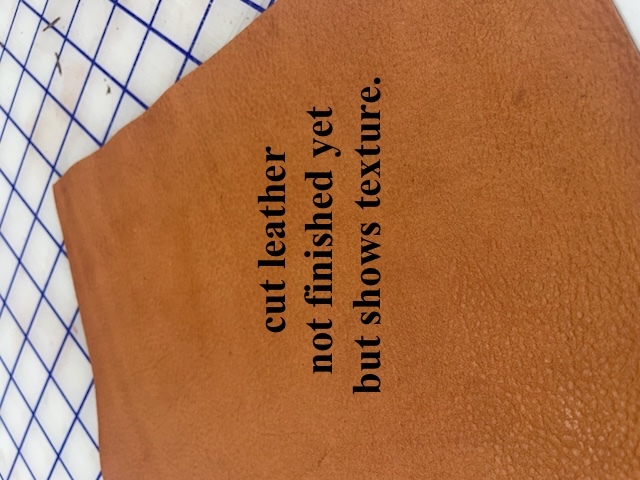 cut leather
not finished yet
but shows texture.